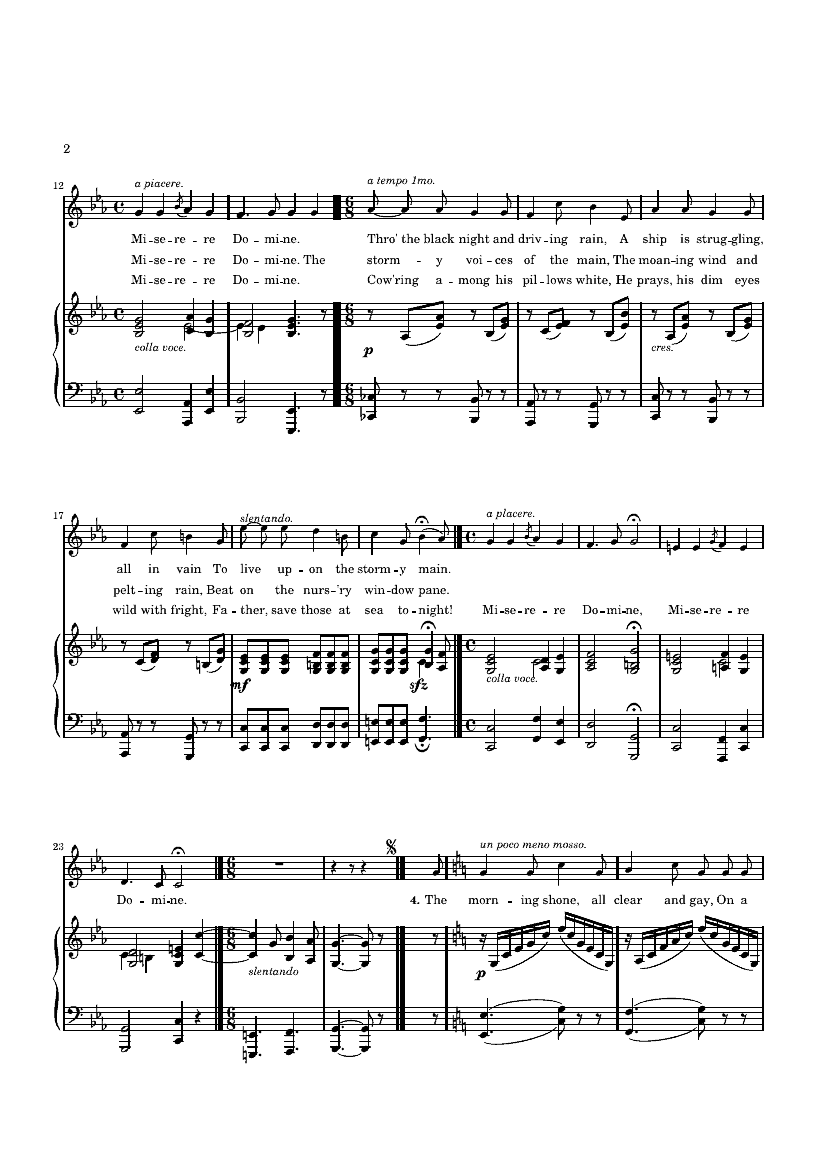 2
12
a piacere.
a tempo 1mo.
Mi-se-re - re Do - mi-ne. Thro' the black night and driv-ing rain, A ship is strug-gling,
Mi-se-re - re Do - mi-ne. The storm - y voi-ces of the main, The moan-ing wind and
Mi-se-re - re Do - mi-ne. Cow'ring a-mong his pil-lows white, He prays, his dim eyes
colla voce.
p
cres.
17
slentando.
a piacere.
all in vain To live up-on the storm-y main.
pelt-ing rain, Beat on the nurs-'ry win-dow pane.
wild with fright, Fa-ther, save those at sea to-night! Mi-se-re - re Do-mi-ne, Mi-se-re - re
mf
sfz
colla voce.
23
un poco meno mosso.
Do - mi-ne. 4. The morn - ing shone, all clear and gay, On a
slentando
p